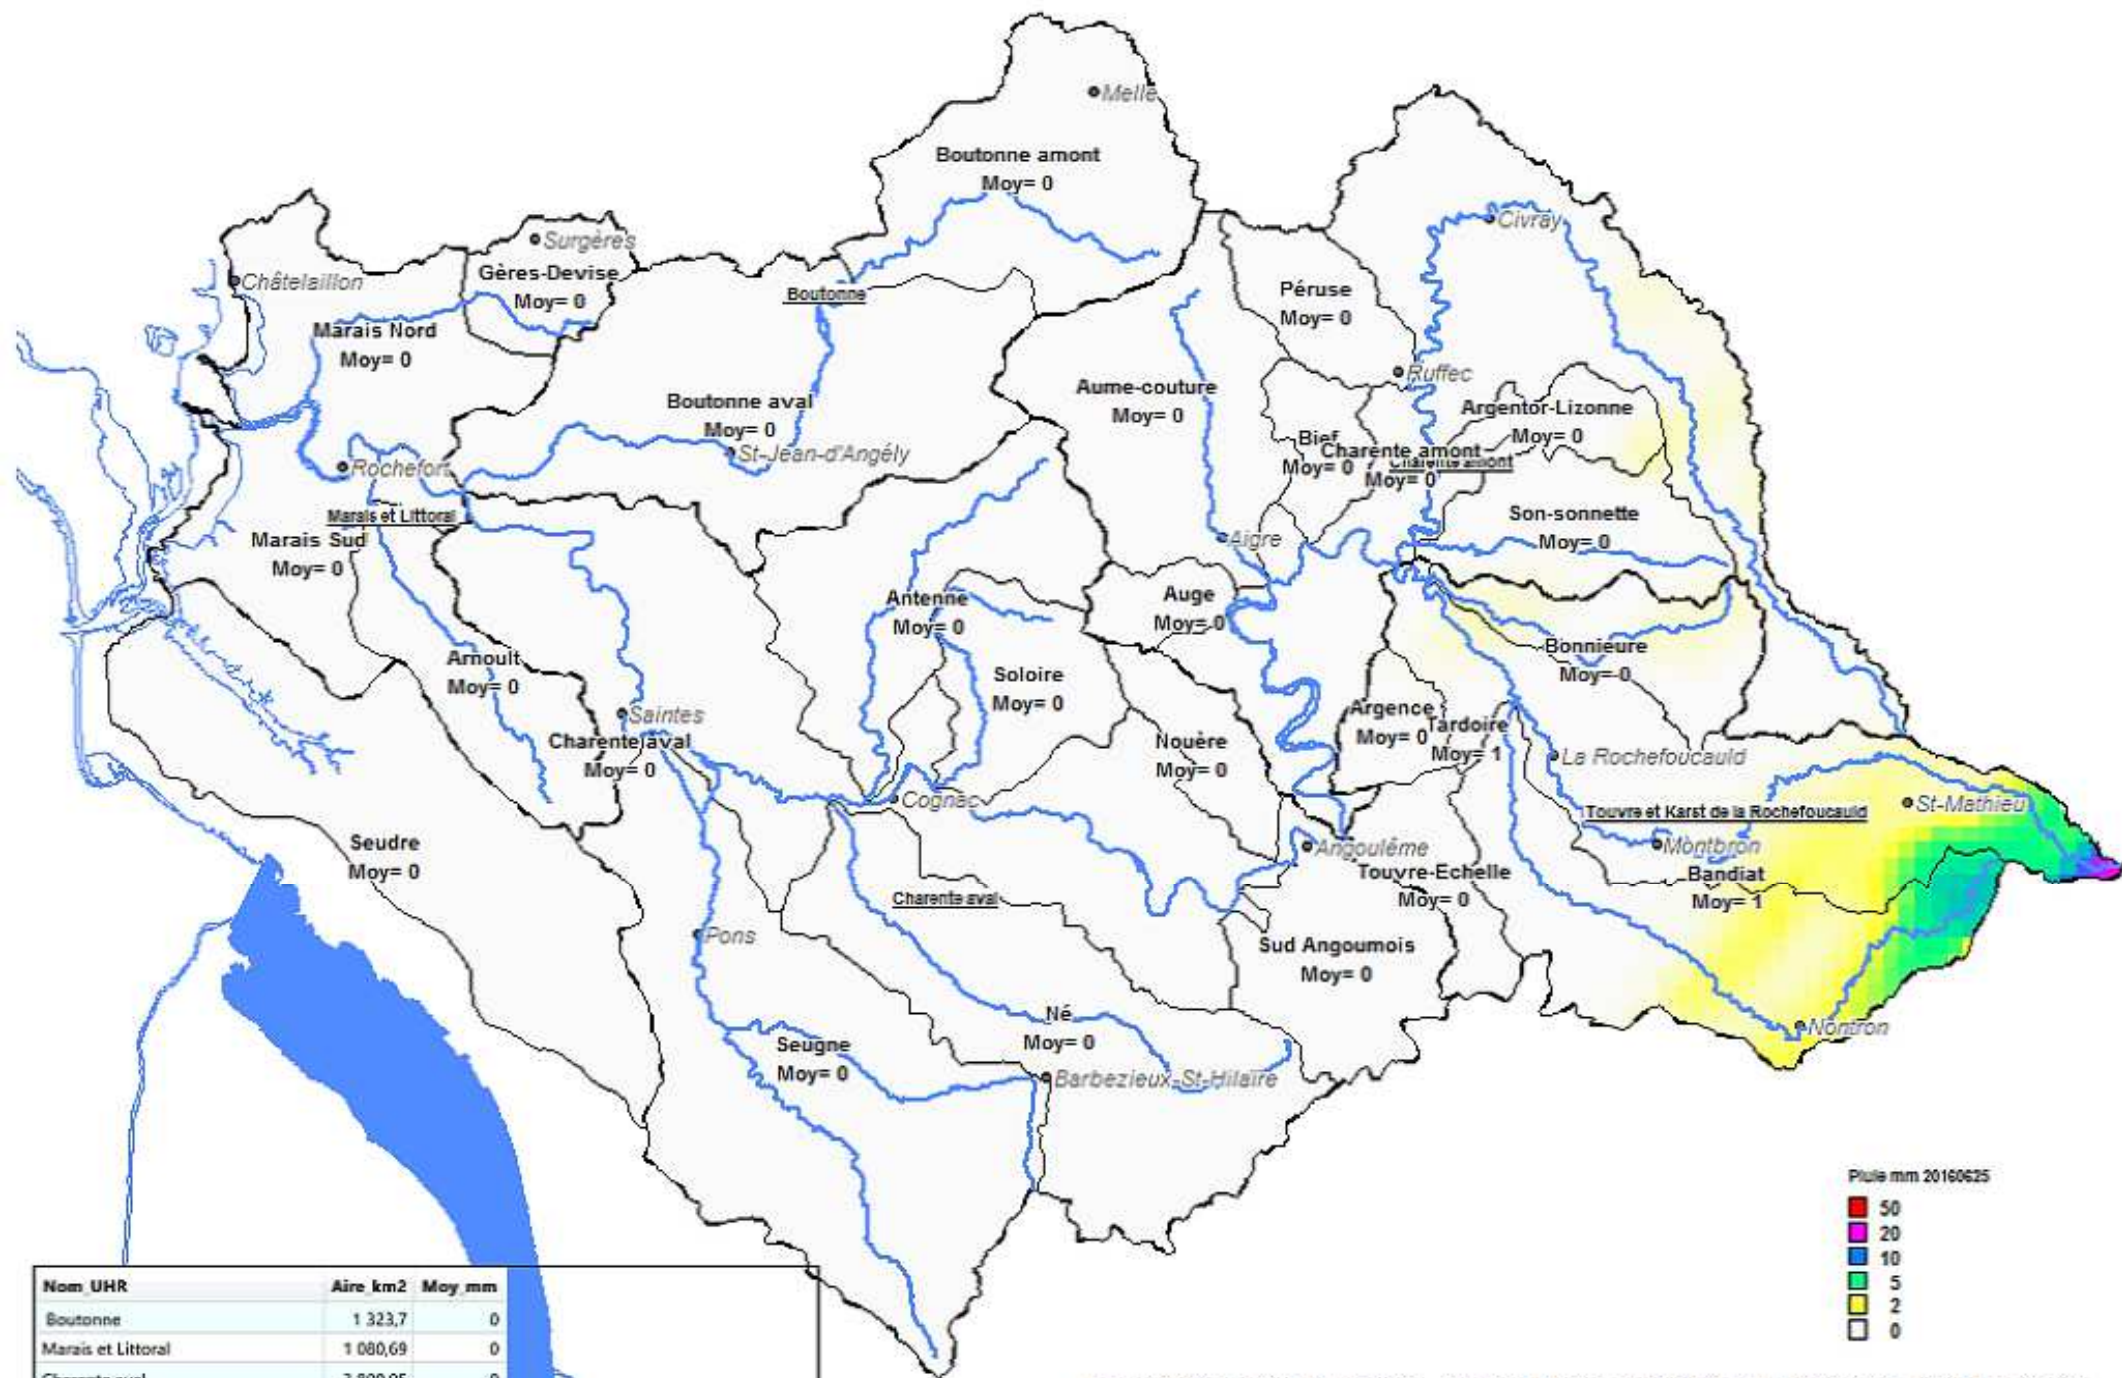 Melle
Boutonne amont
Moy= 0
Civray
Surgères
Gères-Devise
Moy= 0
Châtelaillon
Boutonne
Péruse
Moy= 0
Marais Nord
Moy= 0
Ruffec
Aume-couture
Moy= 0
Boutonne aval
Moy= 0
Argentor-Lizonne
Moy= 0
St-Jean-d'Angély
Bief
Moy= 0
Charente amont
Charente amont
Moy= 0
Rochefort
Marais et Littoral
Son-sonnette
Moy= 0
Marais Sud
Moy= 0
Aigre
Antenne
Moy= 0
Auge
Moy= 0
Bonnieure
Moy= 0
Arnoult
Moy= 0
Soloire
Moy= 0
Saintes
Argence
Moy= 0
Tardoire
Moy= 1
Charente aval
Moy= 0
Nouère
Moy= 0
La Rochefoucauld
Cognac
St-Mathieu
Touvre et Karst de la Rochefoucauld
Seudre
Moy= 0
Angoulême
Montbron
Touvre-Echelle
Moy= 0
Bandiat
Moy= 1
Charente aval
Pons
Sud Angoumois
Moy= 0
Né
Moy= 0
Nontron
Seugne
Moy= 0
Barbezieux-St-Hilaire
Pluie mm 20160625
50
20
10
5
2
0
Nom_UHR Aire_km2 Moy_mm
Boutonne 1 323,7 0
Marais et Littoral 1 080,69 0